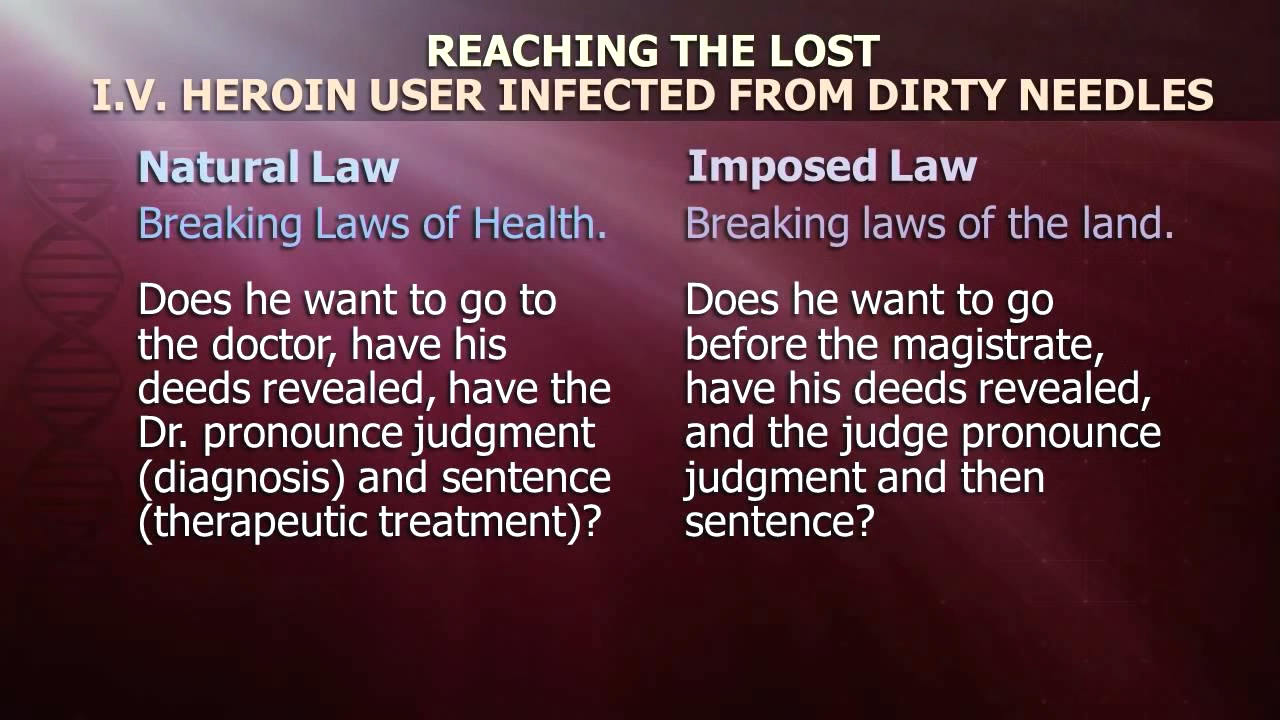 REACHING THE LOST
I.V. HEROIN USER INFECTED FROM DIRTY NEEDLES
Natural Law
Breaking Laws of Health.
Does he want to go to
the doctor, have his
deeds revealed, have the
Dr. pronounce judgment
(diagnosis) and sentence
(therapeutic treatment)?
Imposed Law
Breaking laws of the land.
Does he want to go
before the magistrate,
have his deeds revealed,
and the judge pronounce
judgment and then
sentence?